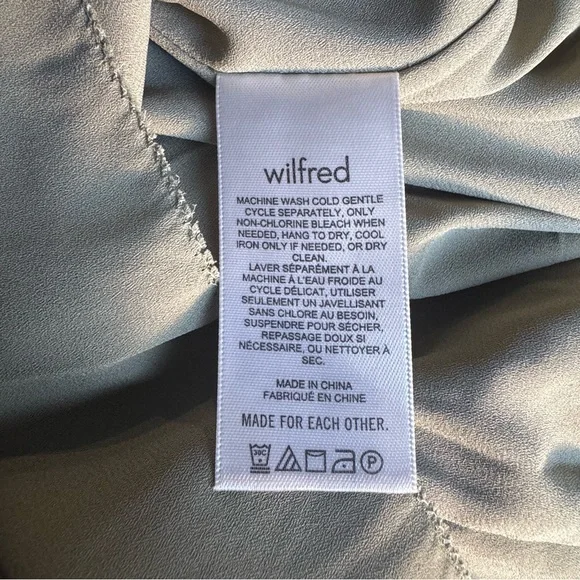 wilfred
MACHINE WASH COLD GENTLE
CYCLE SEPARATELY, ONLY
NON-CHLORINE BLEACH WHEN
NEEDED, HANG TO DRY, COOL
IRON ONLY IF NEEDED, OR DRY
CLEAN.
LAVER SÉPARÉMENT À LA
MACHINE À L'EAU FROIDE AU
CYCLE DÉLICAT, UTILISER
SEULEMENT UN JAVELLISANT
SANS CHLORE AU BESOIN,
SUSPENDRE POUR SÉCHER,
REPASSAGE DOUX SI
NÉCESSAIRE, OU NETTOYER À
SEC.
MADE IN CHINA
FABRIQUÉ EN CHINE
MADE FOR EACH OTHER.
30C P